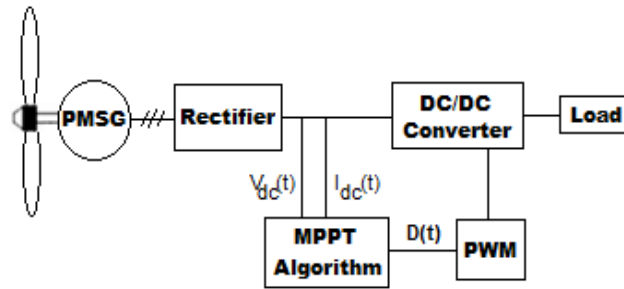 PMSG
Rectifier
DC/DC
Converter
Load
Vdc(t)
Idc(t)
MPPT
Algorithm
D(t)
PWM